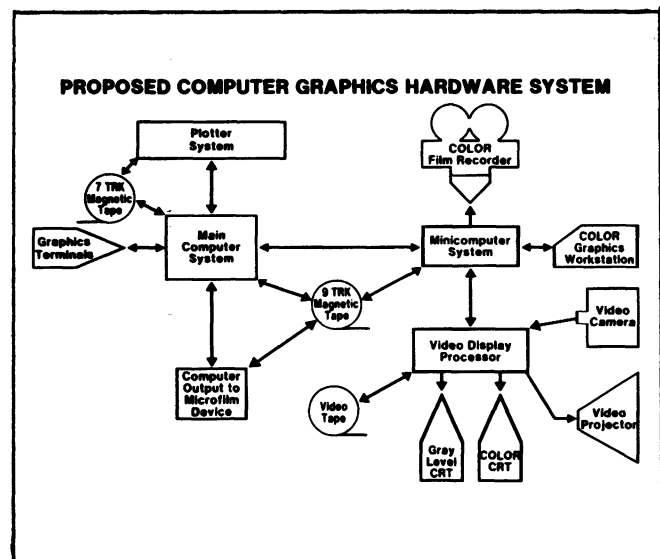 PROPOSED COMPUTER GRAPHICS HARDWARE SYSTEM
Plotter
System
COLOR
Film Recorder
7 TRK
Magnetic
Tape
Graphics
Terminals
Main
Computer
System
Minicomputer
System
COLOR
Graphics
Workstation
9 TRK
Magnetic
Tape
Video
Camera
Video Display
Processor
Computer
Output to
Microfilm
Device
Video
Tape
Gray
Level
CRT
COLOR
CRT
Video
Projector